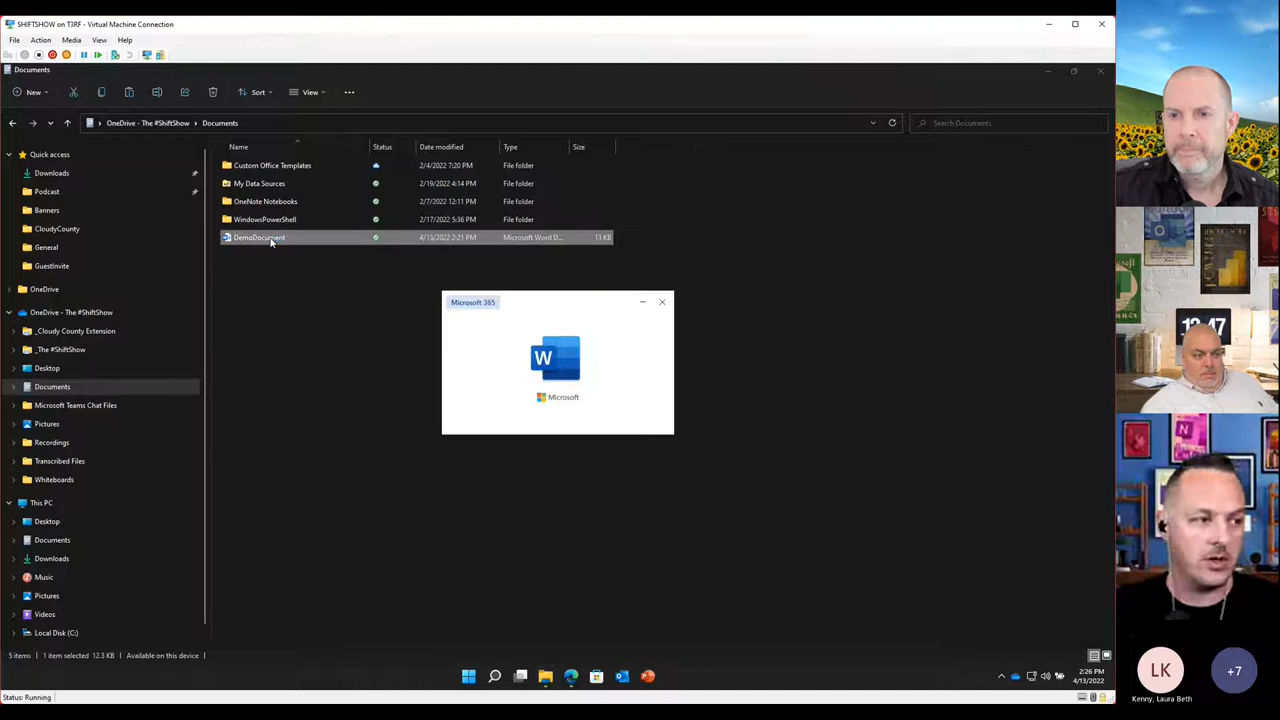 SHIFTSHOW on T3RF - Virtual Machine Connection
File Action Media View Help
Documents
New Sort View
OneDrive - The #ShiftShow > Documents
Search Documents
Name Status Date modified Type Size
Quick access
Downloads
Podcast
Banners
CloudyCounty
General
GuestInvite
OneDrive
OneDrive - The #ShiftShow
_Cloudy County Extension
_The #ShiftShow
Desktop
Documents
Microsoft Teams Chat Files
Pictures
Recordings
Transcribed Files
Whiteboards
This PC
Desktop
Documents
Downloads
Music
Pictures
Videos
Local Disk (C:)
Custom Office Templates 2/4/2022 7:20 PM File folder
My Data Sources 2/19/2022 4:14 PM File folder
OneNote Notebooks 2/7/2022 12:11 PM File folder
WindowsPowerShell 2/17/2022 5:36 PM File folder
DemoDocument 4/13/2022 2:21 PM Microsoft Word D... 13 KB
Microsoft 365
W
Microsoft
5 items 1 item selected 12.3 KB Available on this device
2:26 PM
4/13/2022
Status: Running
LK
+7
Kenny, Laura Beth